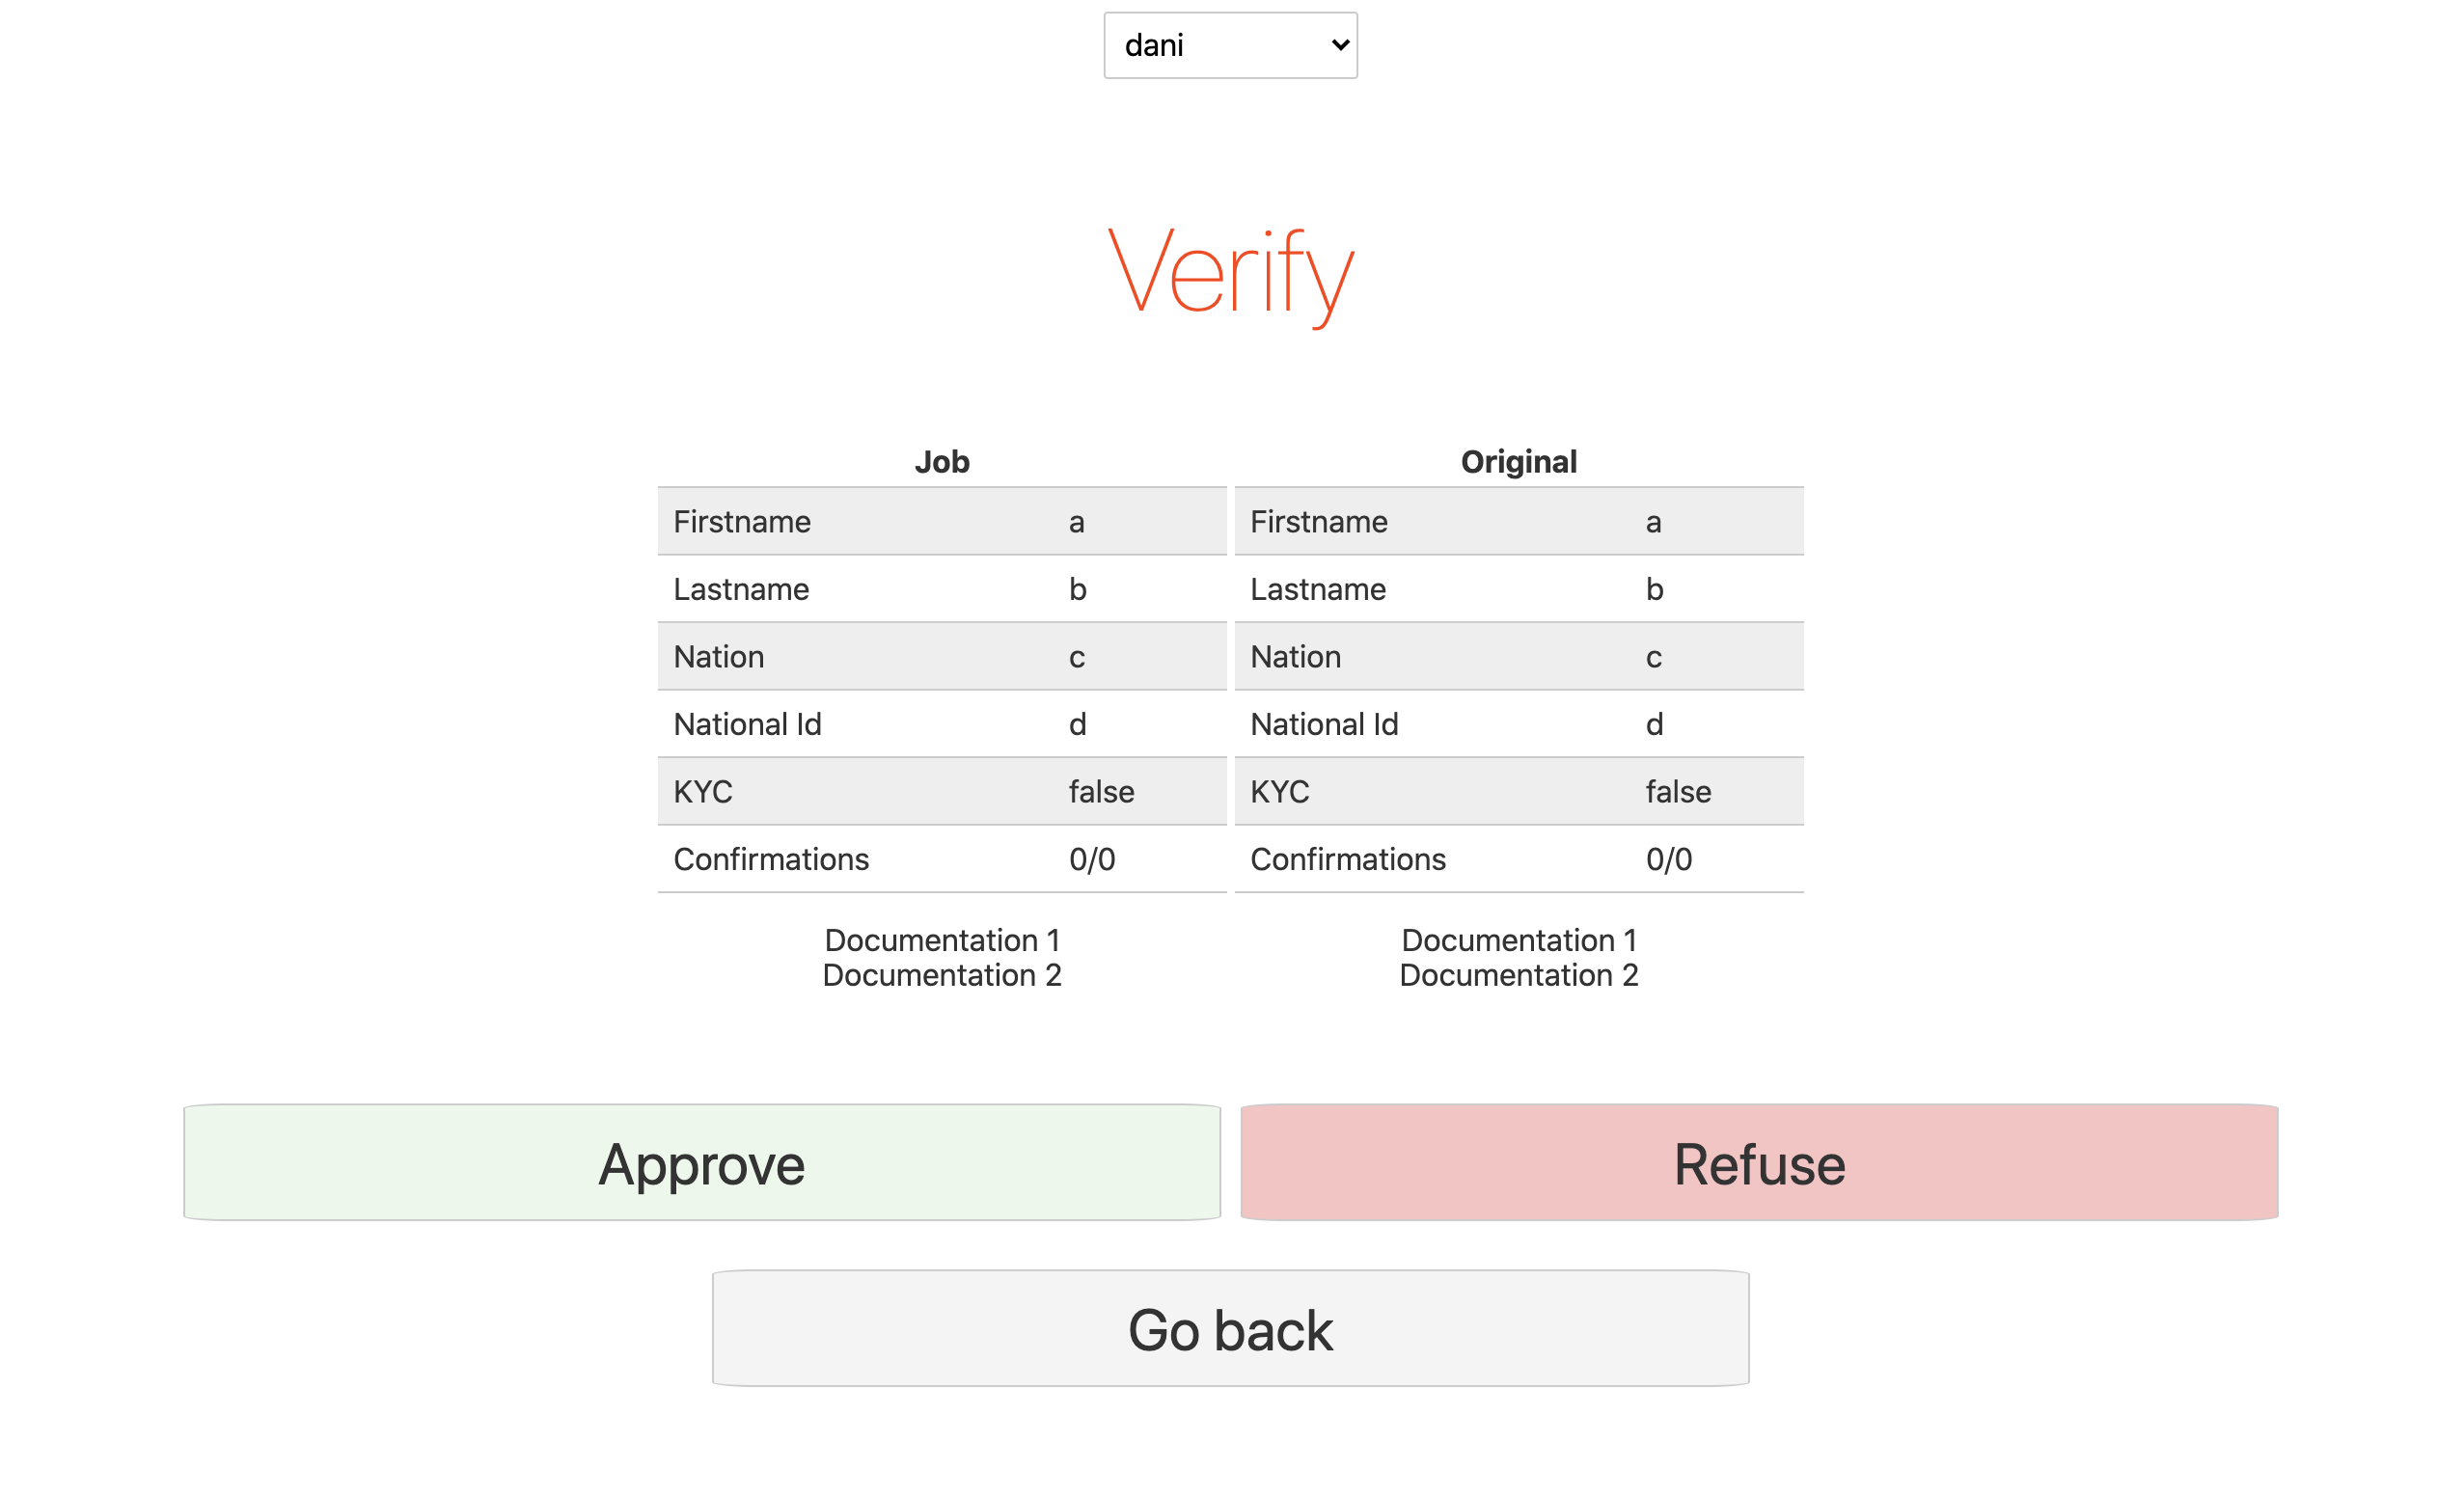 dani
Verify
Job Original
Firstname a Firstname a
Lastname b Lastname b
Nation c Nation c
National Id d National Id d
KYC false KYC false
Confirmations 0/0 Confirmations 0/0
Documentation 1 Documentation 1
Documentation 2 Documentation 2
Approve Refuse
Go back